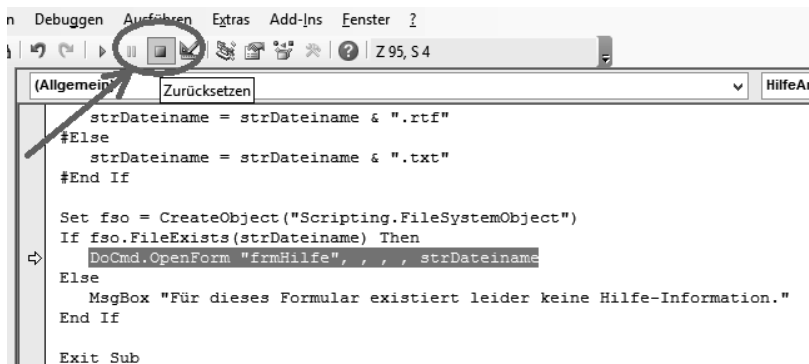 n Debuggen Ausführen Extras Add-Ins Fenster ?
Z 95, S 4
(Allgemein)
HilfeAn
Zurücksetzen
strDateiname = strDateiname & ".rtf"
#Else
strDateiname = strDateiname & ".txt"
#End If
Set fso = CreateObject("Scripting.FileSystemObject")
If fso.FileExists(strDateiname) Then
DoCmd.OpenForm "frmHilfe", , , , strDateiname
Else
MsgBox "Für dieses Formular existiert leider keine Hilfe-Information."
End If
Exit Sub